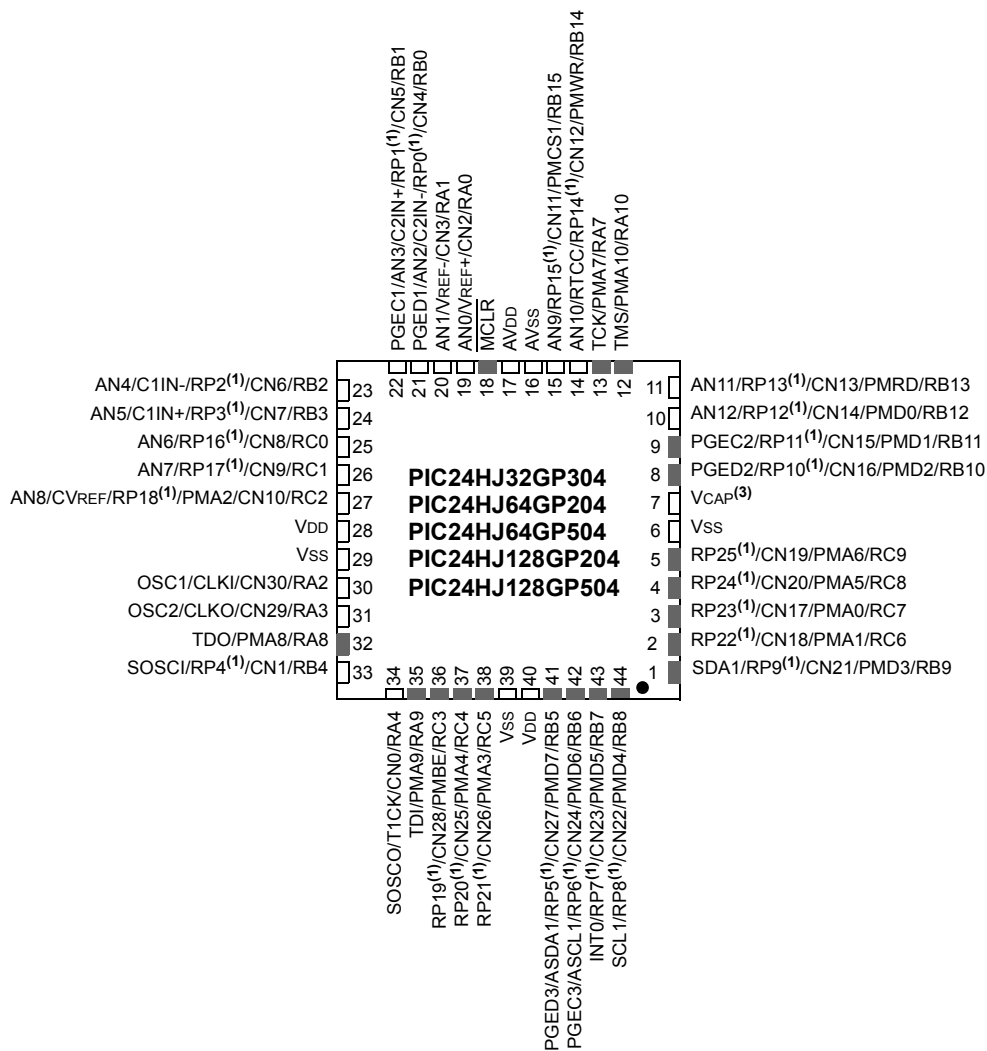 PGEC1/AN3/C2IN+/RP1(1)/CN5/RB1
PGED1/AN2/C2IN-/RP0(1)/CN4/RB0
AN1/VREF-/CN3/RA1
AN0/VREF+/CN2/RA0
MCLR
AVDD
AVSS
AN9/RP15(1)/CN11/PMCS1/RB15
AN10/RTCC/RP14(1)/CN12/PMWR/RB14
TCK/PMA7/RA7
TMS/PMA10/RA10
22 21 20 19 18 17 16 15 14 13 12
AN4/C1IN-/RP2(1)/CN6/RB2 23
AN5/C1IN+/RP3(1)/CN7/RB3 24
AN6/RP16(1)/CN8/RC0 25
AN7/RP17(1)/CN9/RC1 26
AN8/CVREF/RP18(1)/PMA2/CN10/RC2 27
VDD 28
VSS 29
OSC1/CLKI/CN30/RA2 30
OSC2/CLKO/CN29/RA3 31
TDO/PMA8/RA8 32
SOSCI/RP4(1)/CN1/RB4 33
PIC24HJ32GP304
PIC24HJ64GP204
PIC24HJ64GP504
PIC24HJ128GP204
PIC24HJ128GP504
11 AN11/RP13(1)/CN13/PMRD/RB13
10 AN12/RP12(1)/CN14/PMD0/RB12
9 PGEC2/RP11(1)/CN15/PMD1/RB11
8 PGED2/RP10(1)/CN16/PMD2/RB10
7 VCAP(3)
6 VSS
5 RP25(1)/CN19/PMA6/RC9
4 RP24(1)/CN20/PMA5/RC8
3 RP23(1)/CN17/PMA0/RC7
2 RP22(1)/CN18/PMA1/RC6
1 SDA1/RP9(1)/CN21/PMD3/RB9
34 35 36 37 38 39 40 41 42 43 44
SOSCO/T1CK/CN0/RA4
TDI/PMA9/RA9
RP19(1)/CN28/PMBE/RC3
RP20(1)/CN25/PMA4/RC4
RP21(1)/CN26/PMA3/RC5
VSS
VDD
PGED3/ASDA1/RP5(1)/CN27/PMD7/RB5
PGEC3/ASCL1/RP6(1)/CN24/PMD6/RB6
INT0/RP7(1)/CN23/PMD5/RB7
SCL1/RP8(1)/CN22/PMD4/RB8